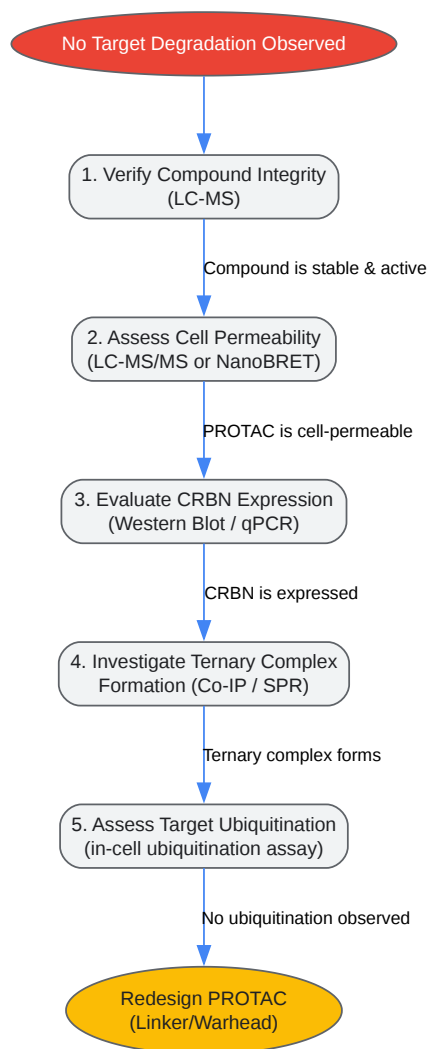 No Target Degradation Observed
1. Verify Compound Integrity
(LC-MS)
Compound is stable & active
2. Assess Cell Permeability
(LC-MS/MS or NanoBRET)
PROTAC is cell-permeable
3. Evaluate CRBN Expression
(Western Blot / qPCR)
CRBN is expressed
4. Investigate Ternary Complex
Formation (Co-IP / SPR)
Ternary complex forms
5. Assess Target Ubiquitination
(in-cell ubiquitination assay)
No ubiquitination observed
Redesign PROTAC
(Linker/Warhead)